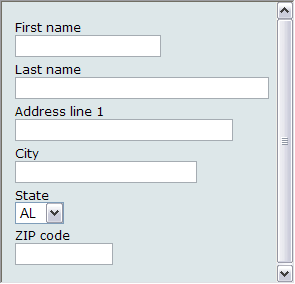 First name
Last name
Address line 1
City
State
AL
ZIP code